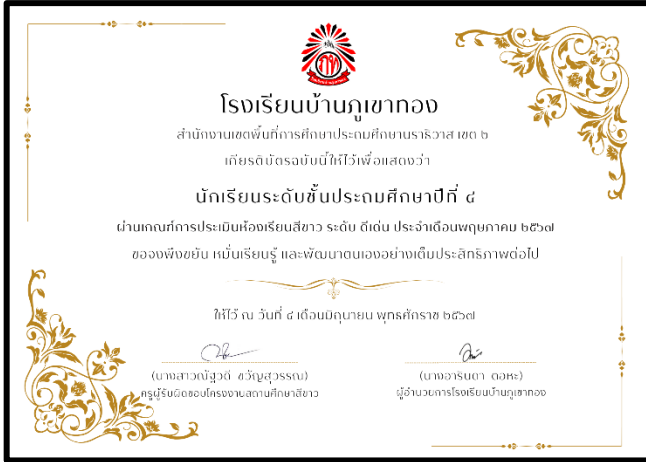 โรงเรียนบ้านภูเขาทอง
สำนักงานเขตพื้นที่การศึกษาประถมศึกษานราธิวาส เขต ๒
เกียรติบัตรฉบับนี้ให้ไว้เพื่อแสดงว่า
นักเรียนระดับชั้นประถมศึกษาปีที่ ๔
ผ่านเกณฑ์การประเมินห้องเรียนสีขาว ระดับ ดีเด่น ประจำเดือนพฤษภาคม ๒๕๖๗
ขอจงพึงขยัน หมั่นเรียนรู้ และพัฒนาตนเองอย่างเต็มประสิทธิภาพต่อไป
ให้ไว้ ณ วันที่ ๔ เดือนมิถุนายน พุทธศักราช ๒๕๖๗
(นางสาวณัฐวดี ขวัญสุวรรณ)
ครูผู้รับผิดชอบโครงงานสถานศึกษาสีขาว
(นางอารินดา ดอหะ)
ผู้อำนวยการโรงเรียนบ้านภูเขาทอง